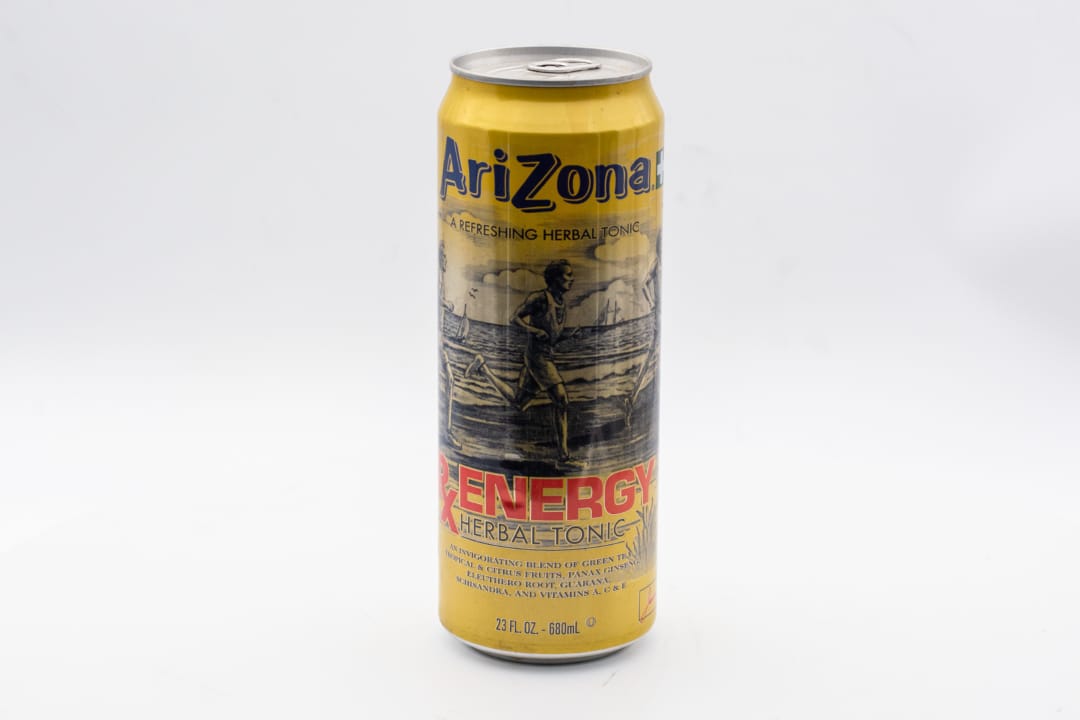 AriZona
A REFRESHING HERBAL TONIC
Rx ENERGY
HERBAL TONIC
AN INVIGORATING BLEND OF GREEN TEA,
TROPICAL & CITRUS FRUITS, PANAX GINSENG,
ELEUTHERO ROOT, GUARANA,
SCHISANDRA, AND VITAMINS A, C & E
23 FL. OZ. - 680mL